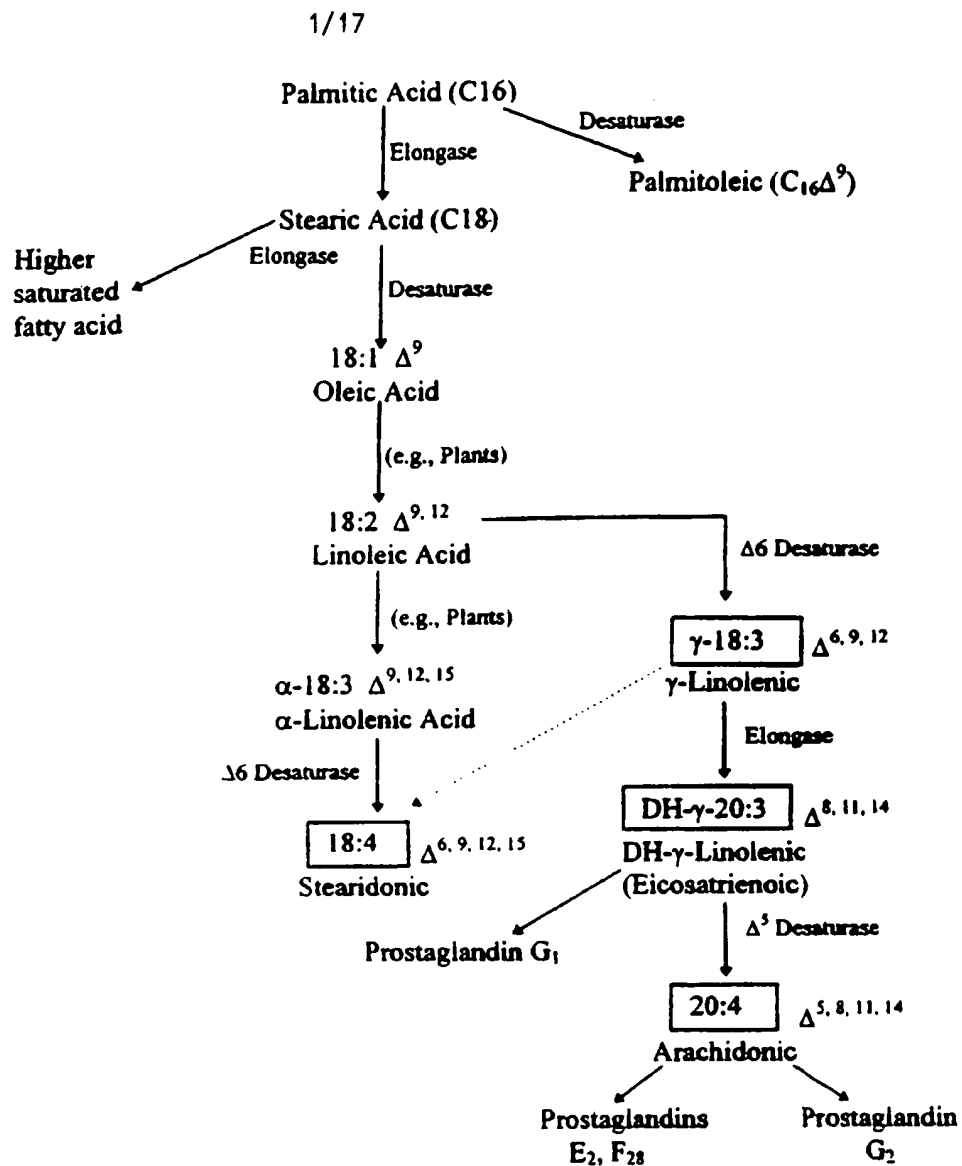 1/17
Palmitic Acid (C16)
Desaturase
Elongase
Palmitoleic (C₁₆Δ⁹)
Stearic Acid (C18)
Elongase
Higher
saturated
fatty acid
Desaturase
18:1 Δ⁹
Oleic Acid
(e.g., Plants)
18:2 Δ⁹, ¹²
Linoleic Acid
Δ6 Desaturase
(e.g., Plants)
γ-18:3 Δ⁶, ⁹, ¹²
γ-Linolenic
α-18:3 Δ⁹, ¹², ¹⁵
α-Linolenic Acid
Elongase
Δ6 Desaturase
DH-γ-20:3 Δ⁸, ¹¹, ¹⁴
DH-γ-Linolenic
(Eicosatrienoic)
18:4 Δ⁶, ⁹, ¹², ¹⁵
Stearidonic
Δ⁵ Desaturase
Prostaglandin G₁
20:4 Δ⁵, ⁸, ¹¹, ¹⁴
Arachidonic
Prostaglandins
E₂, F₂₈
Prostaglandin
G₂